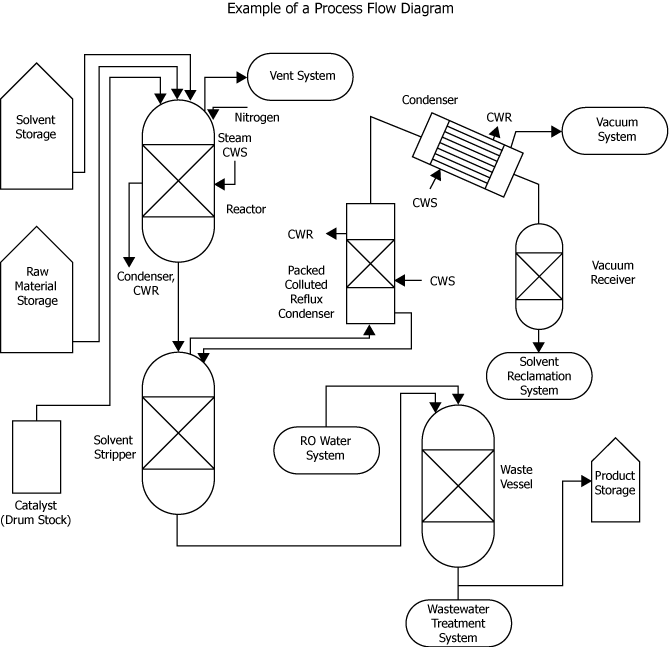 Example of a Process Flow Diagram
Solvent
Storage
Vent System
Nitrogen
Steam
CWS
Reactor
Condenser,
CWR
Raw
Material
Storage
Condenser
CWR
CWS
Vacuum
System
CWR
Packed
Colluted
Reflux
Condenser
CWS
Vacuum
Receiver
Solvent
Reclamation
System
Catalyst
(Drum Stock)
Solvent
Stripper
RO Water
System
Waste
Vessel
Product
Storage
Wastewater
Treatment
System